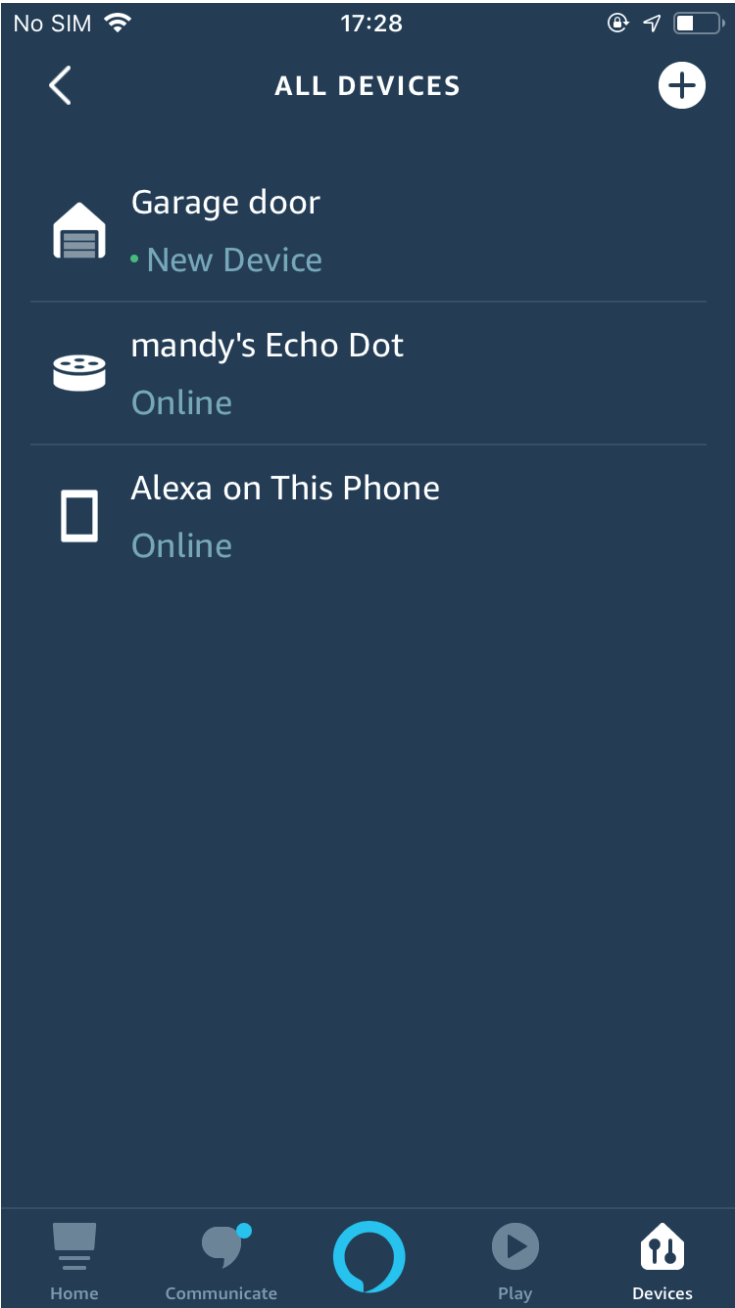 No SIM 17:28
ALL DEVICES
Garage door
New Device
mandy's Echo Dot
Online
Alexa on This Phone
Online
Home Communicate Play Devices